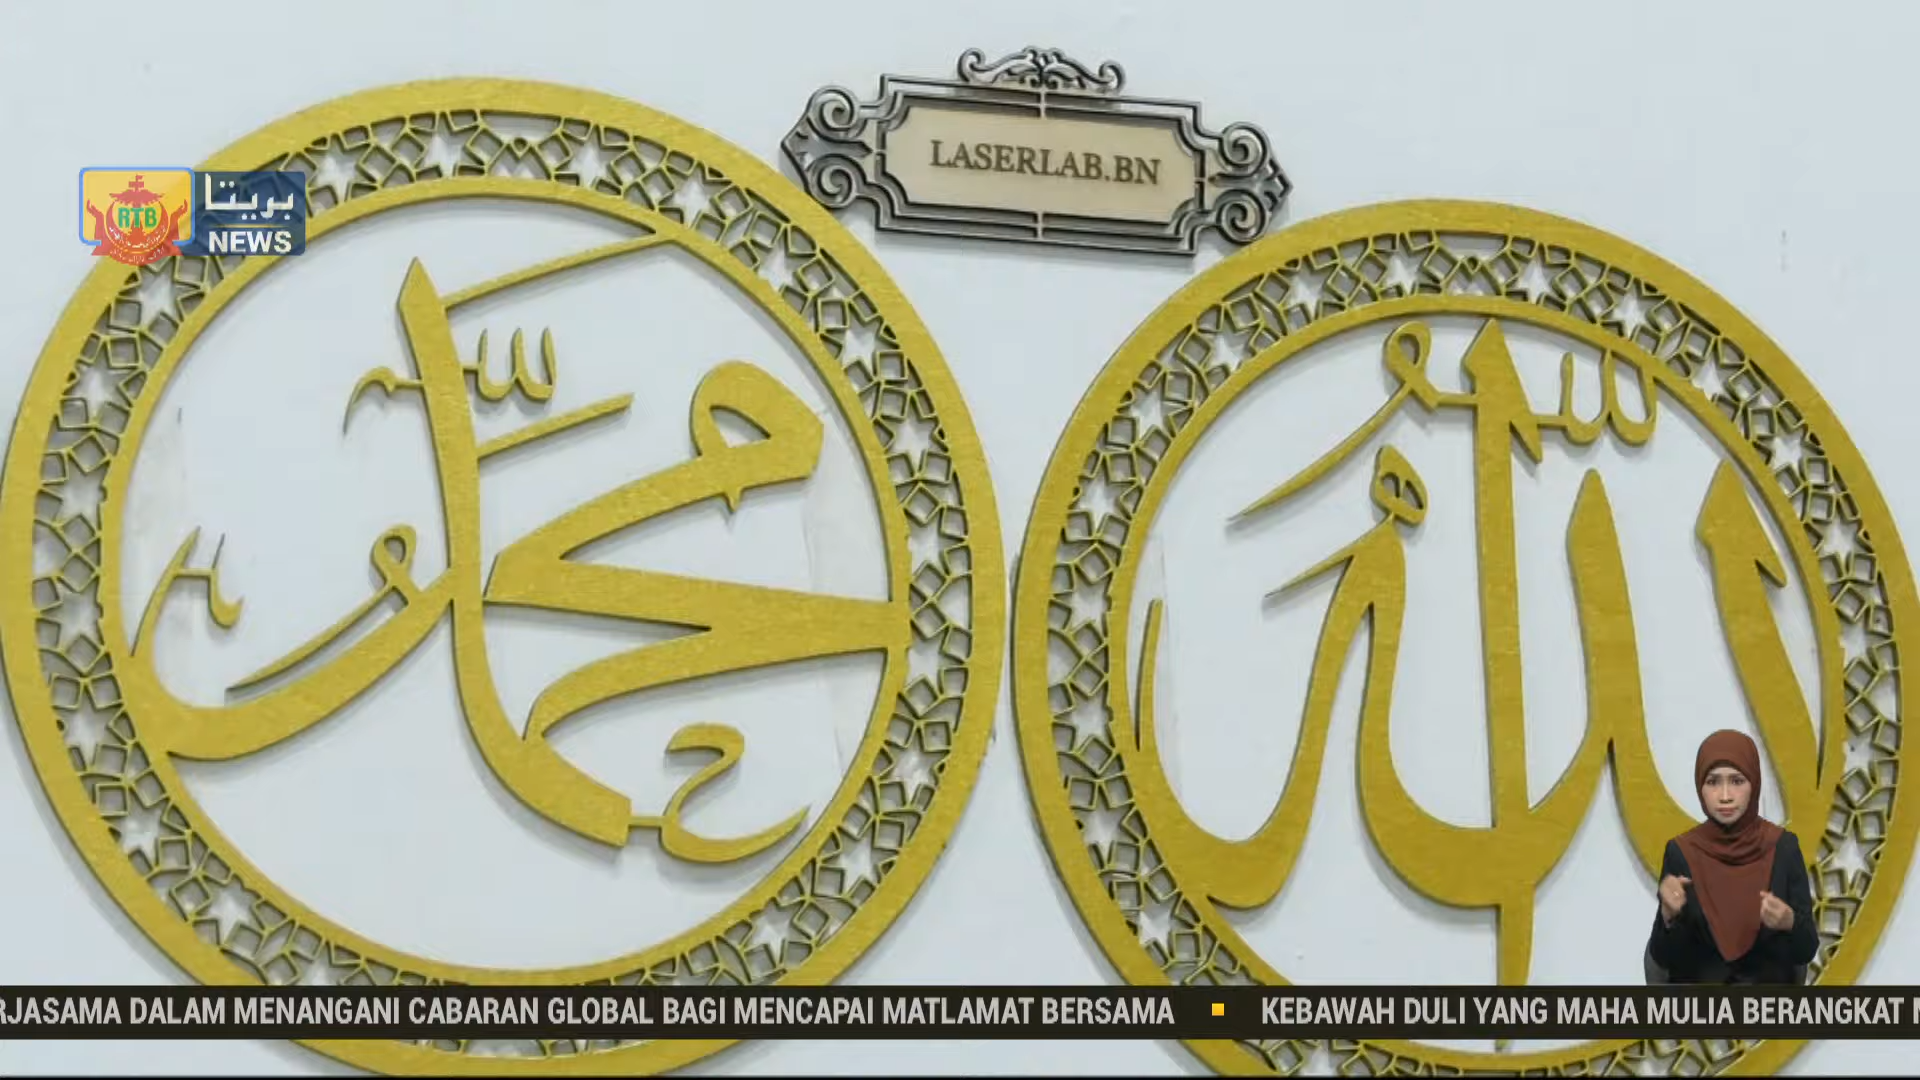 LASERLAB.BN
بريتا
RTB
NEWS
محمد
الله
RJASAMA DALAM MENANGANI CABARAN GLOBAL BAGI MENCAPAI MATLAMAT BERSAMA
KEBAWAH DULI YANG MAHA MULIA BERANGKAT